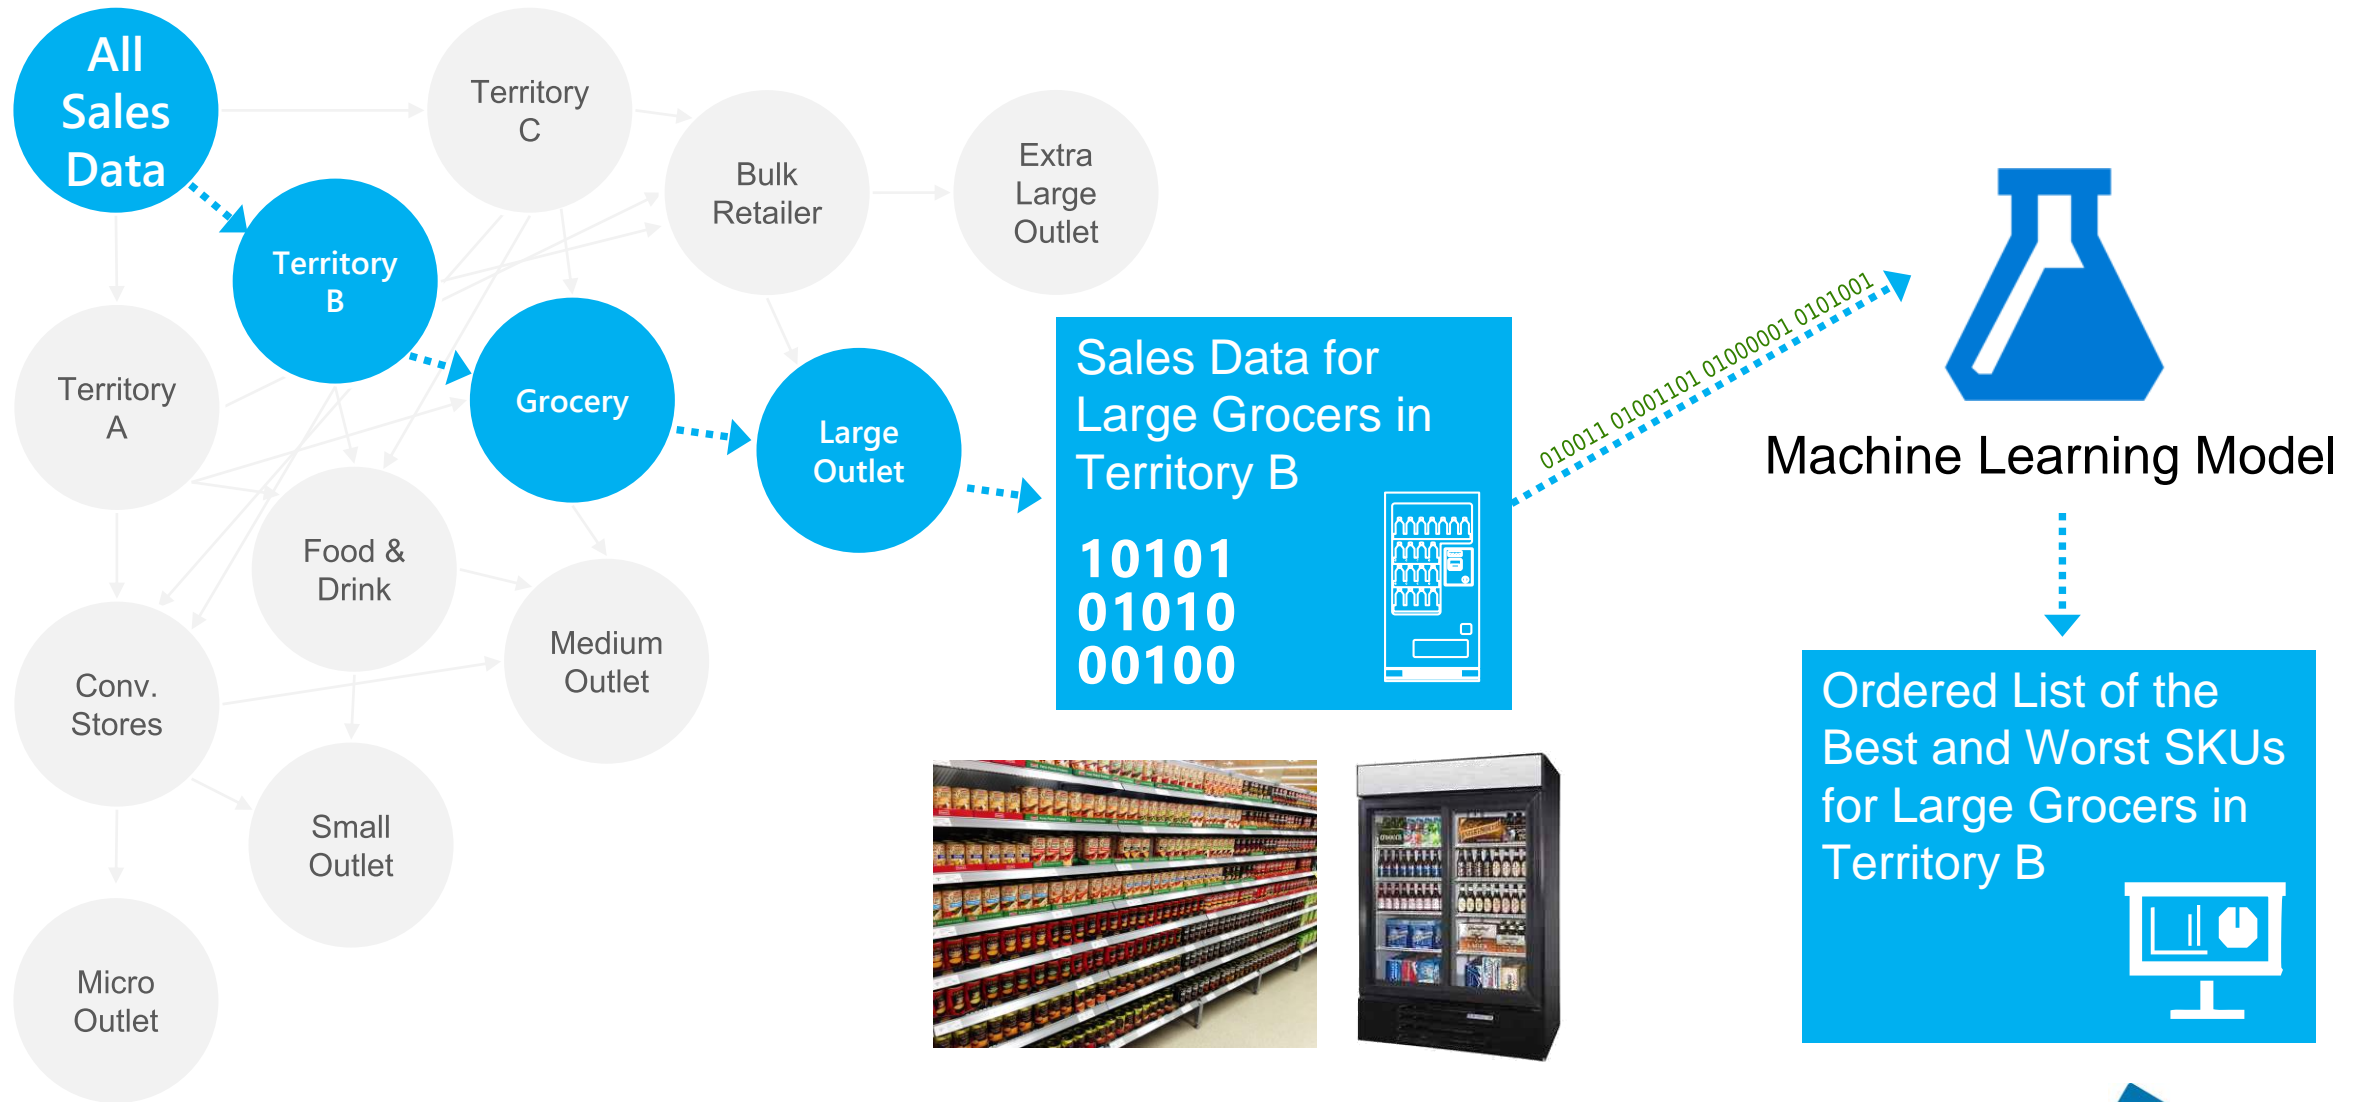 All
Sales
Data
Territory
C
Bulk
Retailer
Extra
Large
Outlet
Territory
B
Territory
A
Grocery
Large
Outlet
Food &
Drink
Medium
Outlet
Conv.
Stores
Small
Outlet
Micro
Outlet
Sales Data for
Large Grocers in
Territory B
10101
01010
00100
010011 01001101 01000001 0101001
Machine Learning Model
Ordered List of the
Best and Worst SKUs
for Large Grocers in
Territory B